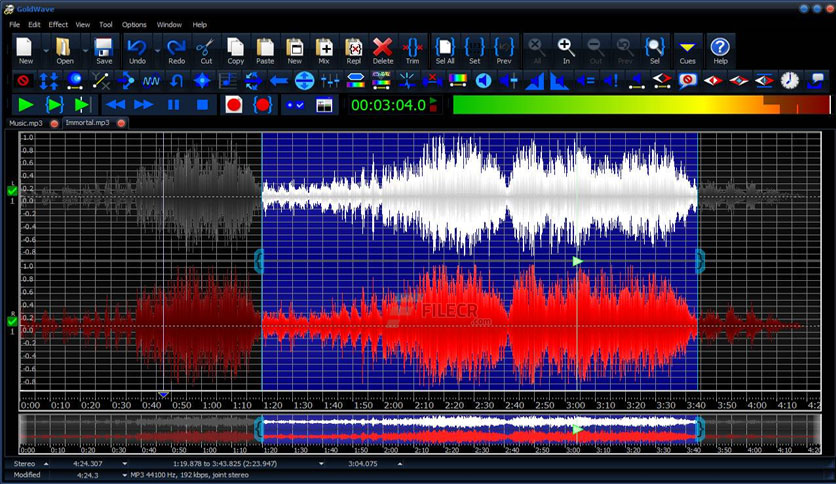 GoldWave
File Edit Effect View Tool Options Window Help
New Open Save Undo Redo Cut Copy Paste New Mix Repl Delete Trim Sel All Set Prev All In Out Prev Sel Cues Help
00:03:04.0
Music.mp3 Immortal.mp3
1.0
0.8
0.6
0.4
0.2
0.0
-0.2
-0.4
-0.6
-0.8
L
1
1.0
0.8
0.6
0.4
0.2
0.0
-0.2
-0.4
-0.6
-0.8
R
1
FILECR
.com
0:00 0:10 0:20 0:30 0:40 0:50 1:00 1:10 1:20 1:30 1:40 1:50 2:00 2:10 2:20 2:30 2:40 2:50 3:00 3:10 3:20 3:30 3:40 3:50 4:00 4:10 4:2
0:00 0:10 0:20 0:30 0:40 0:50 1:00 1:10 1:20 1:30 1:40 1:50 2:00 2:10 2:20 2:30 2:40 2:50 3:00 3:10 3:20 3:30 3:40 3:50 4:00 4:10 4:2
Stereo 4:24.307 1:19.878 to 3:43.825 (2:23.947) 3:04.075
Modified 4:24.3 MP3 44100 Hz, 192 kbps, joint stereo